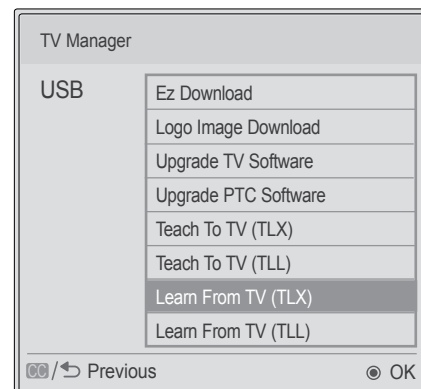 TV Manager
USB
Ez Download
Logo Image Download
Upgrade TV Software
Upgrade PTC Software
Teach To TV (TLX)
Teach To TV (TLL)
Learn From TV (TLX)
Learn From TV (TLL)
CC/ Previous OK